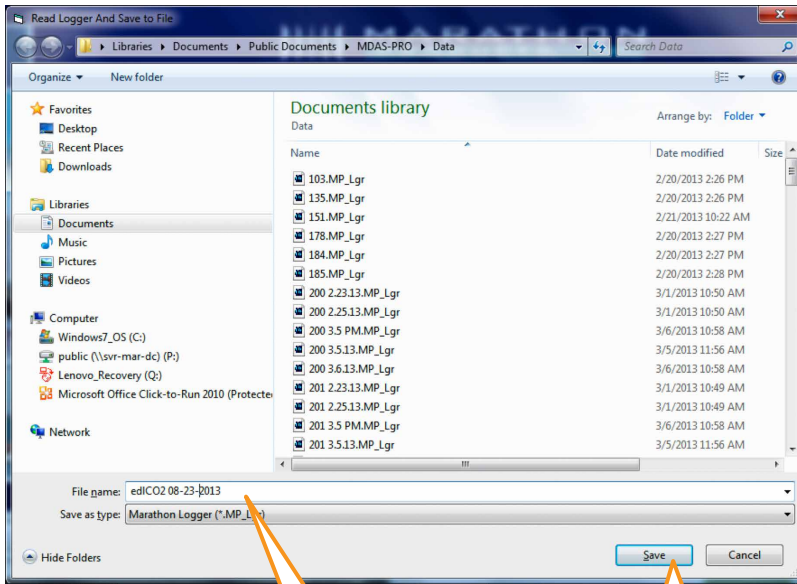 Read Logger And Save to File
MARATHON
Libraries Documents Public Documents MDAS-PRO Data
Search Data
Organize New folder
Favorites
Desktop
Recent Places
Downloads
Libraries
Documents
Music
Pictures
Videos
Computer
Windows7_OS (C:)
public (\\svr-mar-dc) (P:)
Lenovo_Recovery (Q:)
Microsoft Office Click-to-Run 2010 (Protecte
Network
Documents library
Data
Arrange by: Folder
Name Date modified Size
103.MP_Lgr 2/20/2013 2:26 PM
135.MP_Lgr 2/20/2013 2:26 PM
151.MP_Lgr 2/21/2013 10:22 AM
178.MP_Lgr 2/20/2013 2:27 PM
184.MP_Lgr 2/20/2013 2:27 PM
185.MP_Lgr 2/20/2013 2:28 PM
200 2.23.13.MP_Lgr 3/1/2013 10:50 AM
200 2.25.13.MP_Lgr 3/1/2013 10:50 AM
200 3.5 PM.MP_Lgr 3/6/2013 10:58 AM
200 3.5.13.MP_Lgr 3/5/2013 11:56 AM
200 3.6.13.MP_Lgr 3/6/2013 10:58 AM
201 2.23.13.MP_Lgr 3/1/2013 10:49 AM
201 2.25.13.MP_Lgr 3/1/2013 10:49 AM
201 3.5 PM.MP_Lgr 3/6/2013 10:58 AM
201 3.5.13.MP_Lgr 3/5/2013 11:56 AM
File name: edICO2 08-23-2013
Save as type: Marathon Logger (*.MP_Lgr)
Hide Folders
Save Cancel